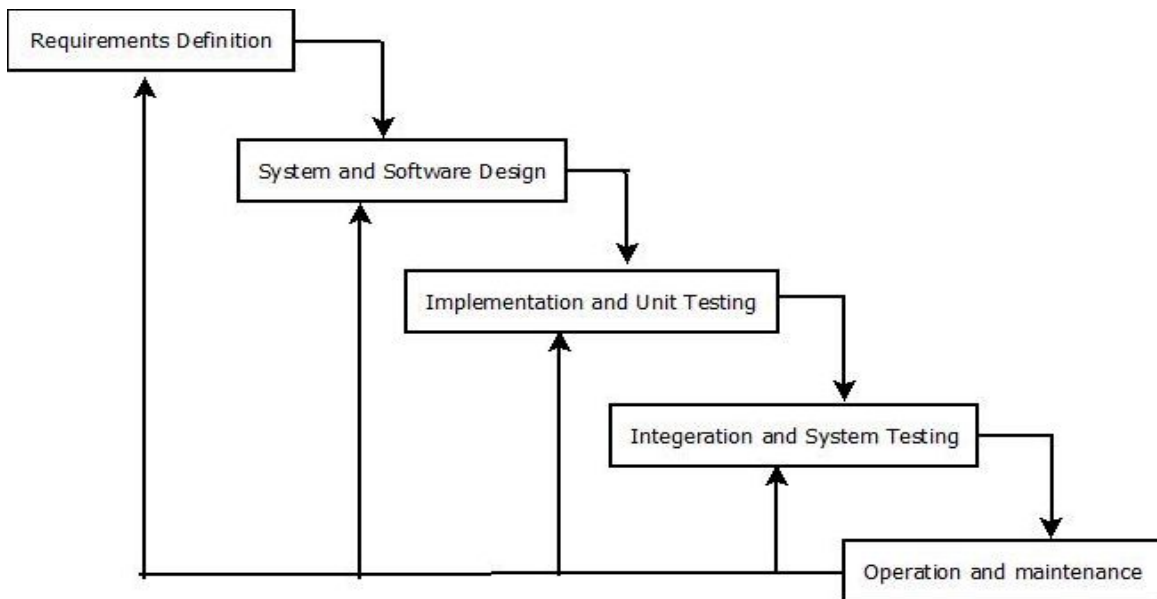 Requirements Definition
System and Software Design
Implementation and Unit Testing
Integeration and System Testing
Operation and maintenance